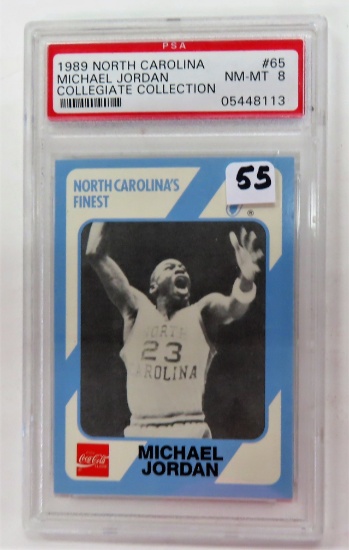 PSA
1989 NORTH CAROLINA #65
MICHAEL JORDAN NM-MT 8
COLLEGIATE COLLECTION
05448113
55
NORTH CAROLINA'S
FINEST
®
NORTH
23
CAROLINA
Coca-Cola
MICHAEL
JORDAN